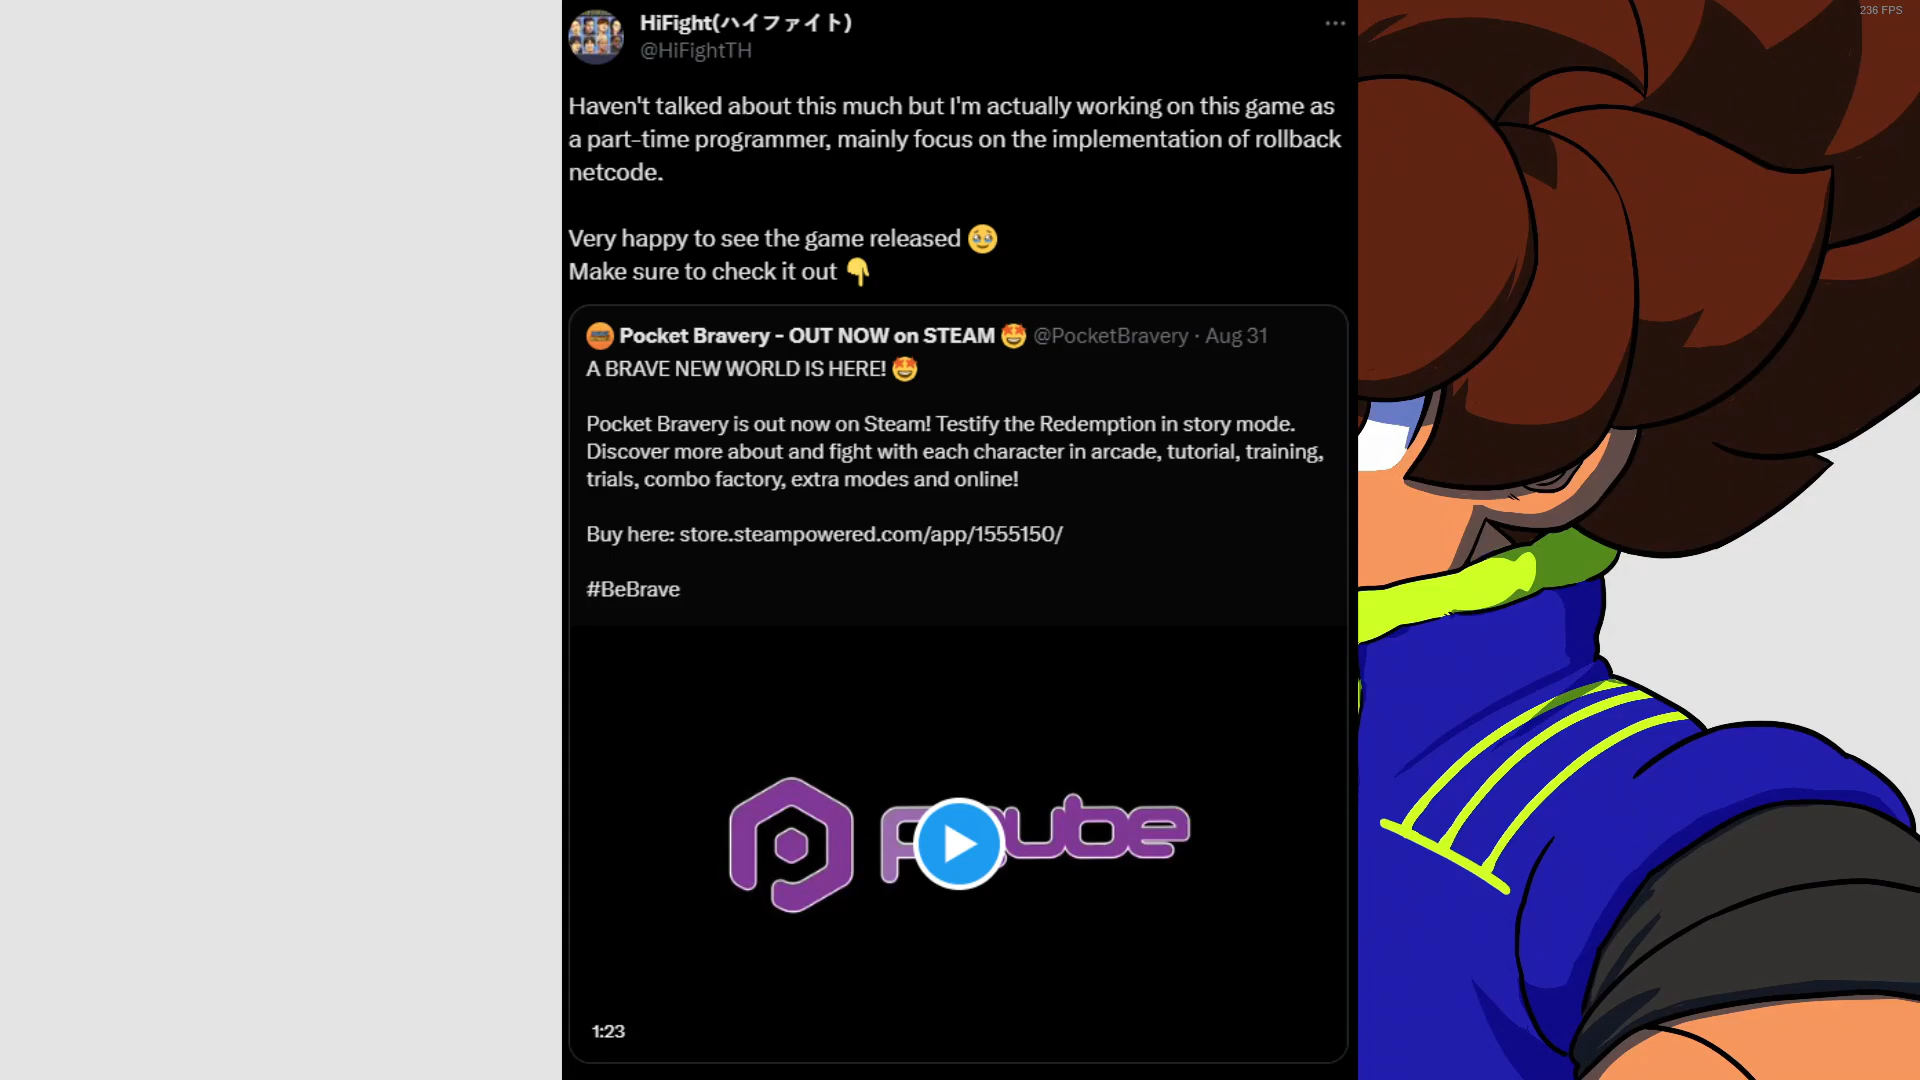 236 FPS
HiFight(ハイファイト)
@HiFightTH
Haven't talked about this much but I'm actually working on this game as
a part-time programmer, mainly focus on the implementation of rollback
netcode.
Very happy to see the game released 🥹
Make sure to check it out 👇
Pocket Bravery - OUT NOW on STEAM 🤩 @PocketBravery · Aug 31
A BRAVE NEW WORLD IS HERE! 🤩
Pocket Bravery is out now on Steam! Testify the Redemption in story mode.
Discover more about and fight with each character in arcade, tutorial, training,
trials, combo factory, extra modes and online!
Buy here: store.steampowered.com/app/1555150/
#BeBrave
1:23